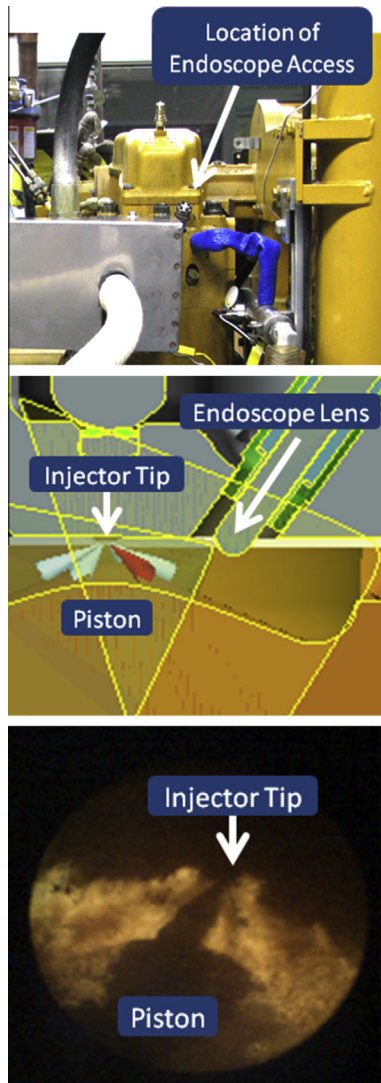 Location of
Endoscope Access
Endoscope Lens
Injector Tip
Piston
Injector Tip
Piston